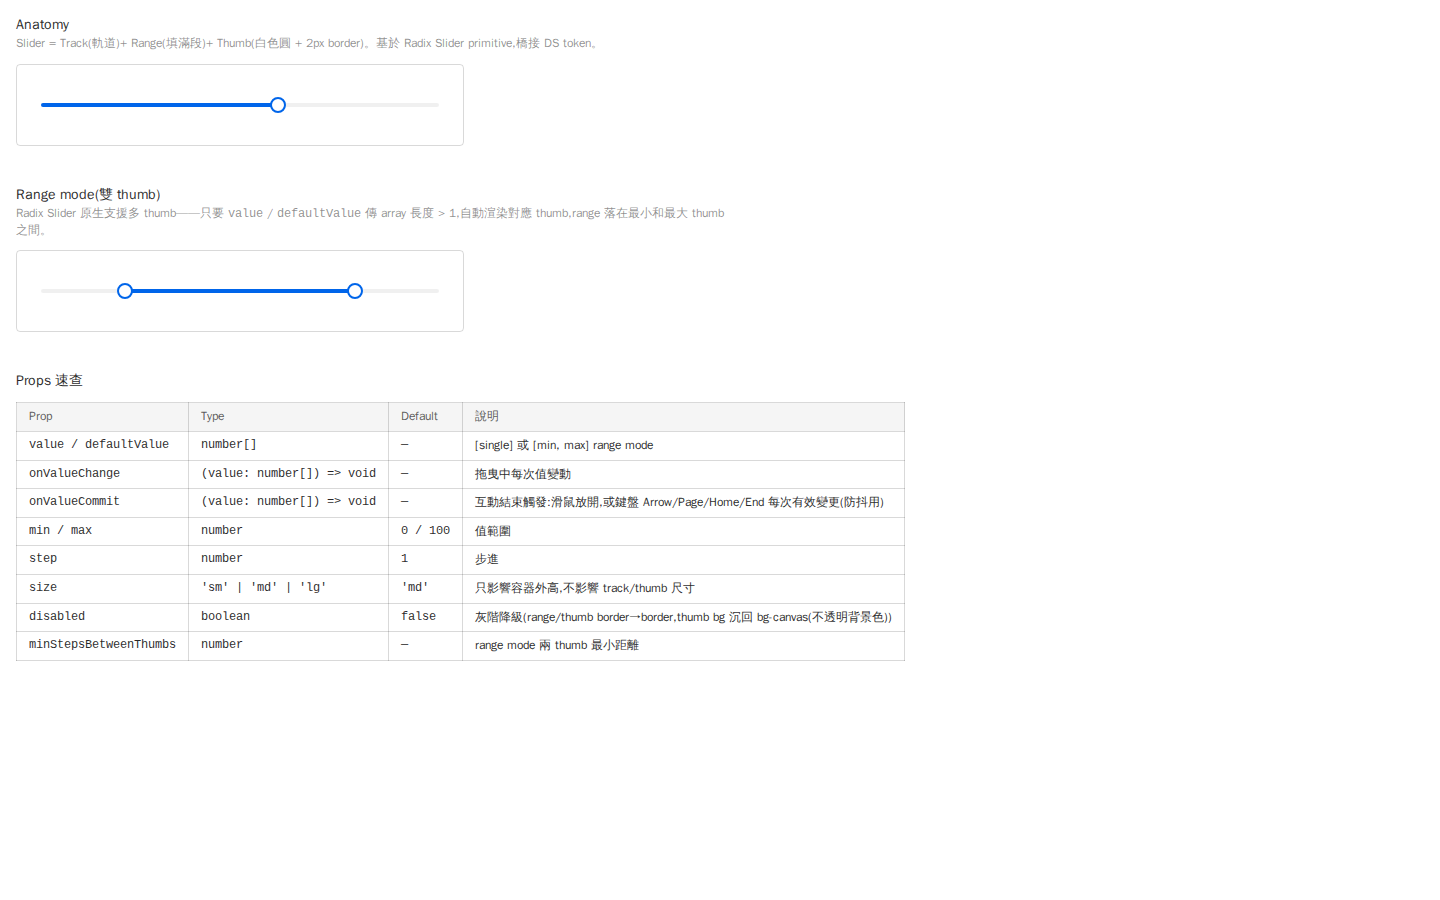 Anatomy
Slider = Track(軌道)+ Range(填滿段)+ Thumb(白色圓 + 2px border)。基於 Radix Slider primitive,橋接 DS token。
Range mode(雙 thumb)
Radix Slider 原生支援多 thumb——只要 value / defaultValue 傳 array 長度 > 1,自動渲染對應 thumb,range 落在最小和最大 thumb
之間。
Props 速查
Prop Type Default 說明
value / defaultValue number[] — [single] 或 [min, max] range mode
onValueChange (value: number[]) => void — 拖曳中每次值變動
onValueCommit (value: number[]) => void — 互動結束觸發:滑鼠放開,或鍵盤 Arrow/Page/Home/End 每次有效變更(防抖用)
min / max number 0 / 100 值範圍
step number 1 步進
size 'sm' | 'md' | 'lg' 'md' 只影響容器外高,不影響 track/thumb 尺寸
disabled boolean false 灰階降級(range/thumb border→border,thumb bg 沉回 bg-canvas(不透明背景色))
minStepsBetweenThumbs number — range mode 兩 thumb 最小距離